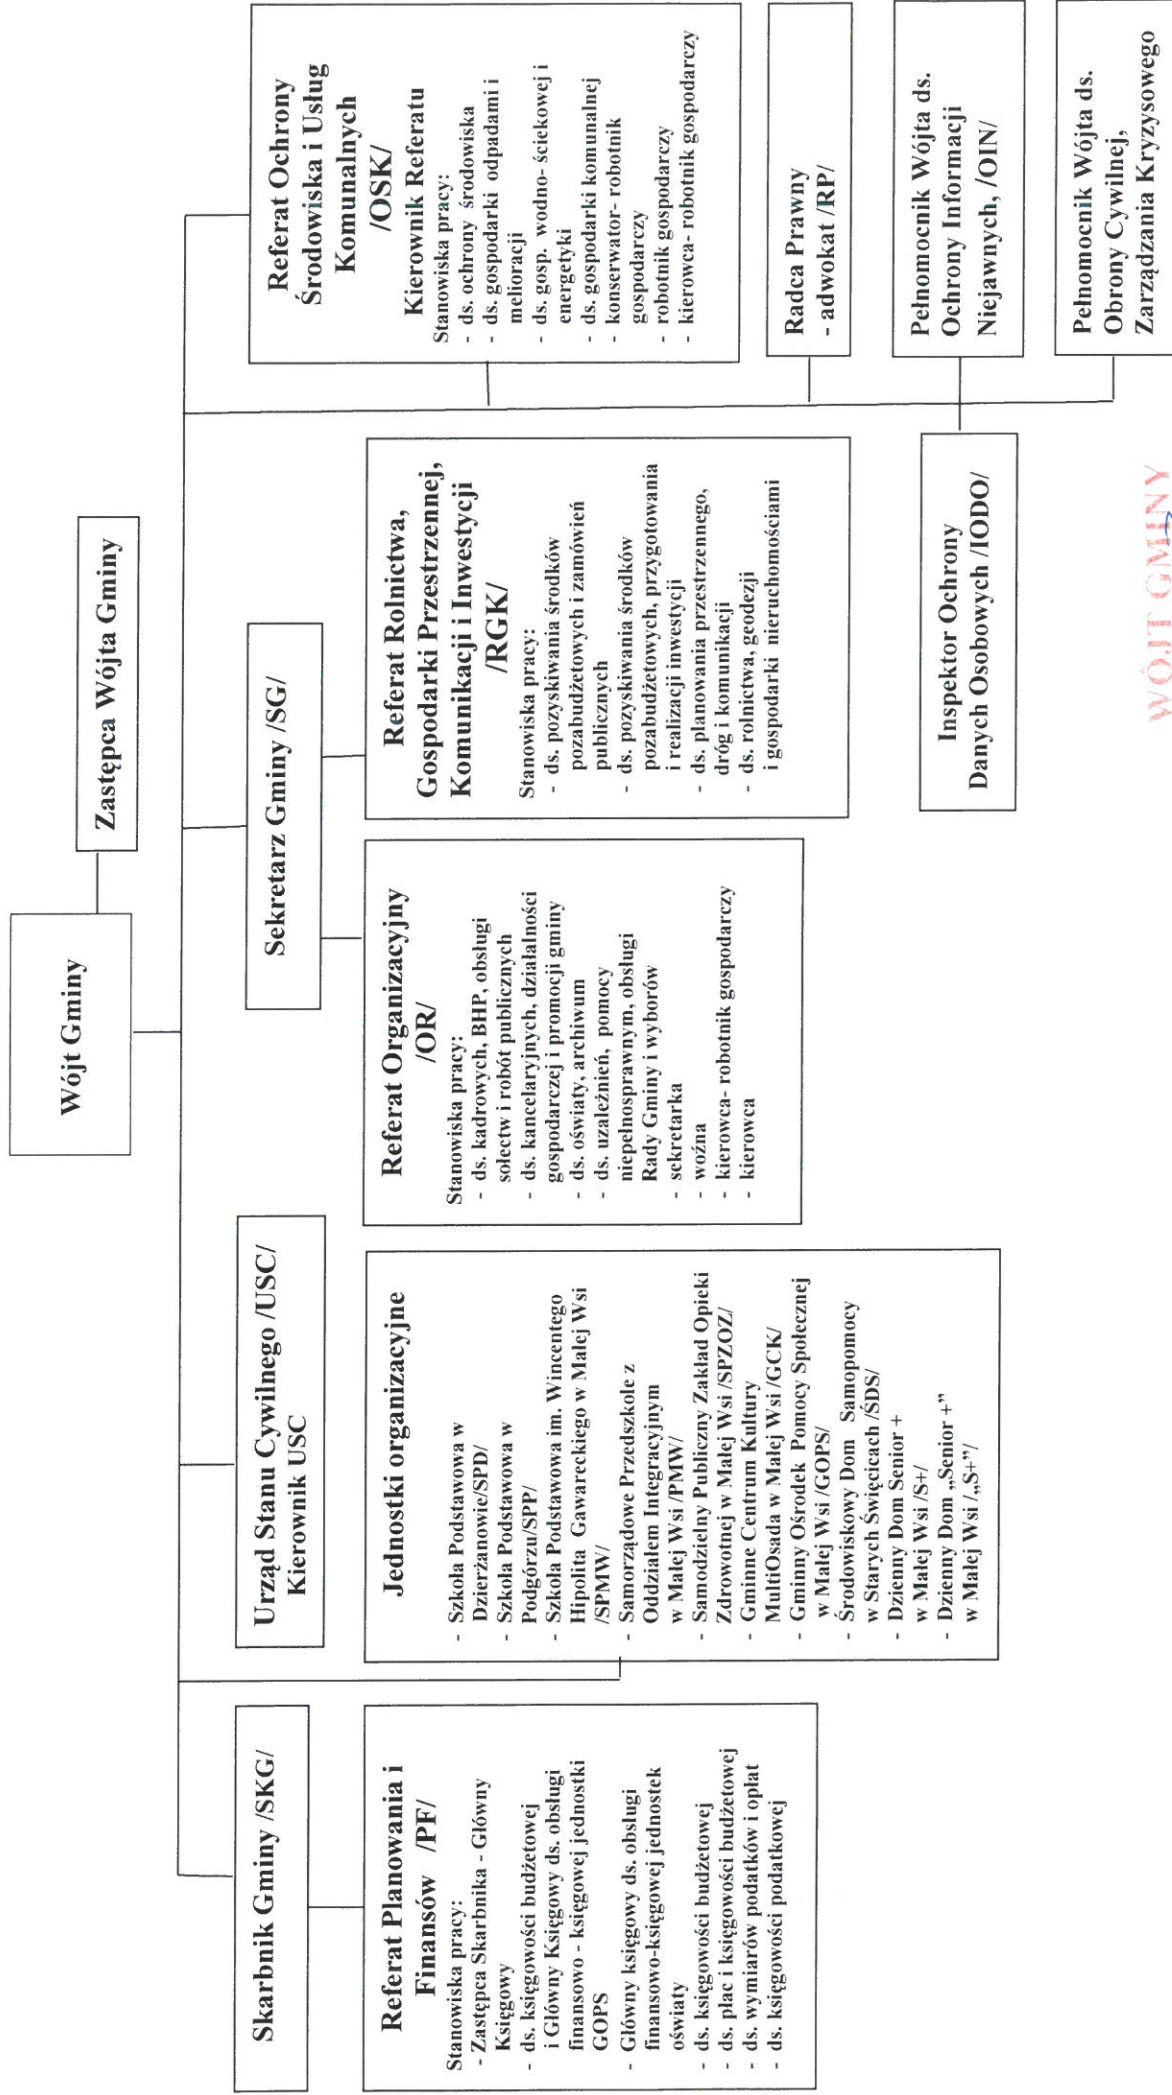 Wójt Gminy
Zastępca Wójta Gminy
Skarbnik Gminy /SKG/
Referat Planowania i
Finansów /PF/
Stanowiska pracy:
- Zastępca Skarbnika - Główny
Księgowy
- ds. księgowości budżetowej
i Główny Księgowy ds. obsługi
finansowo - księgowej jednostki
GOPS
- Główny księgowy ds. obsługi
finansowo-księgowej jednostek
oświaty
- ds. księgowości budżetowej
- ds. płac i księgowości budżetowej
- ds. wymiarów podatków i opłat
- ds. księgowości podatkowej
Urząd Stanu Cywilnego /USC/
Kierownik USC
Jednostki organizacyjne
- Szkoła Podstawowa w
Dzierżanowie/SPD/
- Szkoła Podstawowa w
Podgórzu/SPP/
- Szkoła Podstawowa im. Wincentego
Hipolita Gawareckiego w Małej Wsi
/SPMW/
- Samorządowe Przedszkole z
Oddziałem Integracyjnym
w Małej Wsi /PMW/
- Samodzielny Publiczny Zakład Opieki
Zdrowotnej w Małej Wsi /SPZOZ/
- Gminne Centrum Kultury
MultiOsada w Małej Wsi /GCK/
- Gminny Ośrodek Pomocy Społecznej
w Małej Wsi /GOPS/
- Środowiskowy Dom Samopomocy
w Starych Święcicach /ŚDS/
- Dzienny Dom Senior +
w Małej Wsi /S+/
- Dzienny Dom „Senior +”
w Małej Wsi /„S+”/
Sekretarz Gminy /SG/
Referat Organizacyjny
/OR/
Stanowiska pracy:
- ds. kadrowych, BHP, obsługi
sołectw i robót publicznych
- ds. kancelaryjnych, działalności
gospodarczej i promocji gminy
- ds. oświaty, archiwum
- ds. uzależnień, pomocy
niepełnosprawnym, obsługi
Rady Gminy i wyborów
- sekretarka
- woźna
- kierowca- robotnik gospodarczy
- kierowca
Referat Rolnictwa,
Gospodarki Przestrzennej,
Komunikacji i Inwestycji
/RGK/
Stanowiska pracy:
- ds. pozyskiwania środków
pozabudżetowych i zamówień
publicznych
- ds. pozyskiwania środków
pozabudżetowych, przygotowania
i realizacji inwestycji
- ds. planowania przestrzennego,
dróg i komunikacji
- ds. rolnictwa, geodezji
i gospodarki nieruchomościami
Referat Ochrony
Środowiska i Usług
Komunalnych
/OSK/
Kierownik Referatu
Stanowiska pracy:
- ds. ochrony środowiska
- ds. gospodarki odpadami i
melioracji
- ds. gosp. wodno- ściekowej i
energetyki
- ds. gospodarki komunalnej
- konserwator- robotnik
gospodarczy
- robotnik gospodarczy
- kierowca- robotnik gospodarczy
Radca Prawny
- adwokat /RP/
Pełnomocnik Wójta ds.
Ochrony Informacji
Niejawnych, /OIN/
Inspektor Ochrony
Danych Osobowych /IODO/
Pełnomocnik Wójta ds.
Obrony Cywilnej,
Zarządzania Kryzysowego
WÓJT GMINY